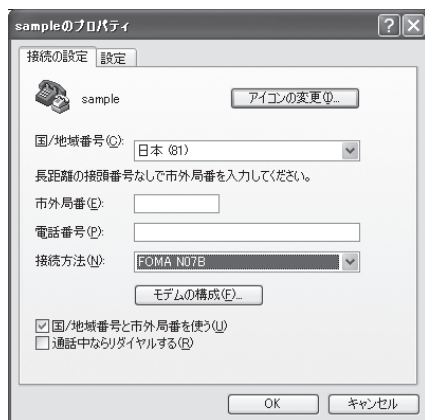 sampleのプロパティ
接続の設定 設定
sample アイコンの変更(I)...
国/地域番号(C): 日本 (81)
長距離の接頭番号なしで市外局番を入力してください。
市外局番(E):
電話番号(P):
接続方法(N): FOMA N07B
モデムの構成(F)...
国/地域番号と市外局番を使う(U)
通話中ならリダイヤルする(R)
OK キャンセル